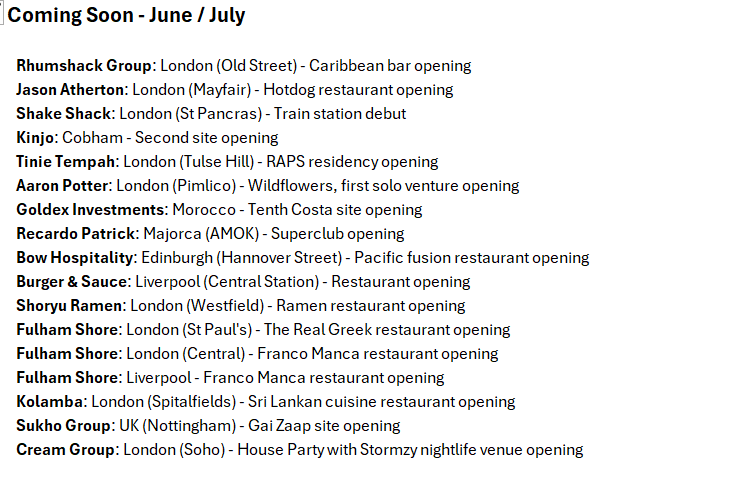 Coming Soon - June / July
Rhumshack Group: London (Old Street) - Caribbean bar opening
Jason Atherton: London (Mayfair) - Hotdog restaurant opening
Shake Shack: London (St Pancras) - Train station debut
Kinjo: Cobham - Second site opening
Tinie Tempah: London (Tulse Hill) - RAPS residency opening
Aaron Potter: London (Pimlico) - Wildflowers, first solo venture opening
Goldex Investments: Morocco - Tenth Costa site opening
Recardo Patrick: Majorca (AMOK) - Superclub opening
Bow Hospitality: Edinburgh (Hannover Street) - Pacific fusion restaurant opening
Burger & Sauce: Liverpool (Central Station) - Restaurant opening
Shoryu Ramen: London (Westfield) - Ramen restaurant opening
Fulham Shore: London (St Paul's) - The Real Greek restaurant opening
Fulham Shore: London (Central) - Franco Manca restaurant opening
Fulham Shore: Liverpool - Franco Manca restaurant opening
Kolamba: London (Spitalfields) - Sri Lankan cuisine restaurant opening
Sukho Group: UK (Nottingham) - Gai Zaap site opening
Cream Group: London (Soho) - House Party with Stormzy nightlife venue opening